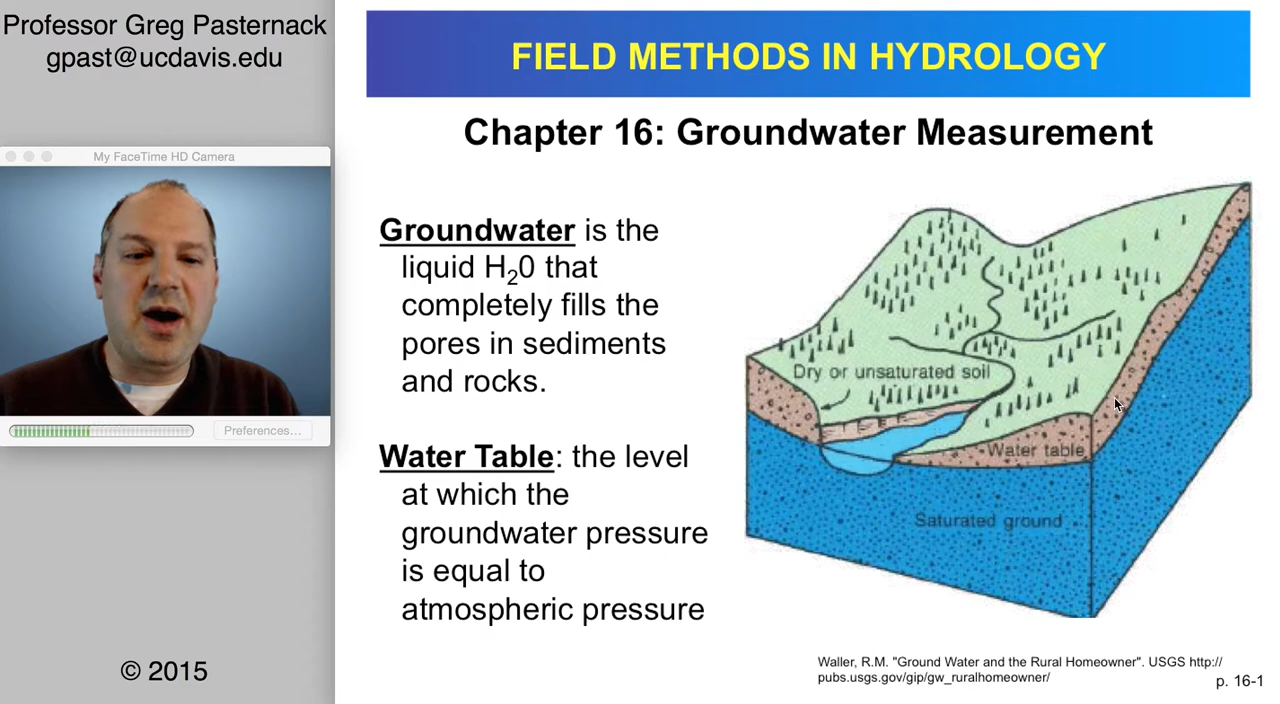 Professor Greg Pasternack
gpast@ucdavis.edu
My FaceTime HD Camera
Preferences...
© 2015
FIELD METHODS IN HYDROLOGY
Chapter 16: Groundwater Measurement
Groundwater is the
liquid H₂0 that
completely fills the
pores in sediments
and rocks.
Water Table: the level
at which the
groundwater pressure
is equal to
atmospheric pressure
Dry or unsaturated soil
Water table
Saturated ground
Waller, R.M. "Ground Water and the Rural Homeowner". USGS http://
pubs.usgs.gov/gip/gw_ruralhomeowner/
p. 16-1